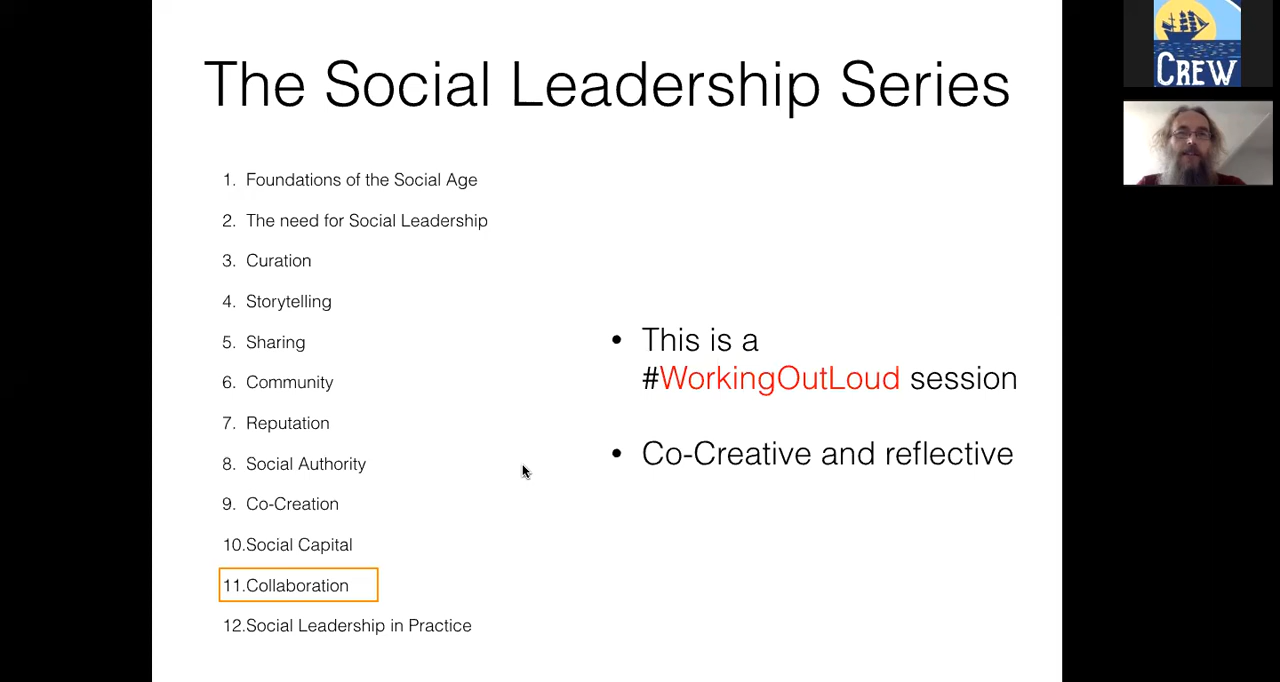 The Social Leadership Series
1. Foundations of the Social Age
2. The need for Social Leadership
3. Curation
4. Storytelling
5. Sharing
6. Community
7. Reputation
8. Social Authority
9. Co-Creation
10.Social Capital
11.Collaboration
12.Social Leadership in Practice
• This is a
#WorkingOutLoud session
• Co-Creative and reflective
CREW